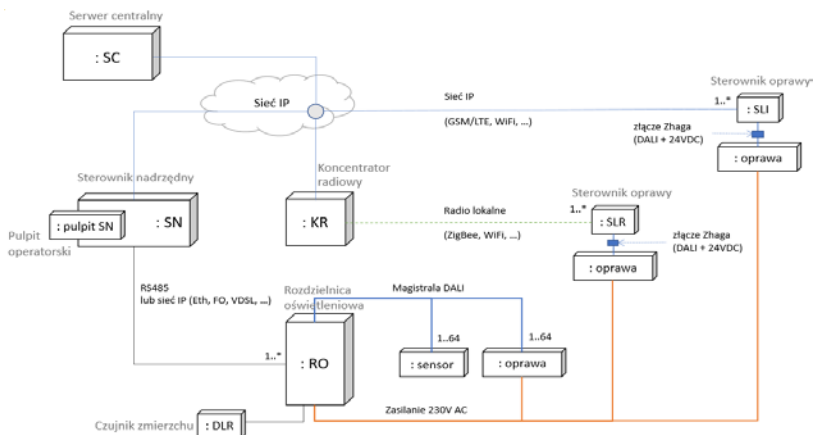 Serwer centralny
: SC
Sieć IP
Sieć IP
(GSM/LTE, WiFi, ...)
Sterownik oprawy
1..*
: SLI
złącze Zhaga
(DALI + 24VDC)
: oprawa
Sterownik nadrzędny
: pulpit SN
: SN
Pulpit
operatorski
Koncentrator
radiowy
: KR
Radio lokalne
(ZigBee, WiFi, ...)
Sterownik oprawy
1..*
: SLR
złącze Zhaga
(DALI + 24VDC)
: oprawa
RS485
lub sieć IP (Eth, FO, VDSL, ...)
1..*
Rozdzielnica
oświetleniowa
: RO
Magistrala DALI
1..64
: sensor
1..64
: oprawa
Zasilanie 230V AC
Czujnik zmierzchu
: DLR